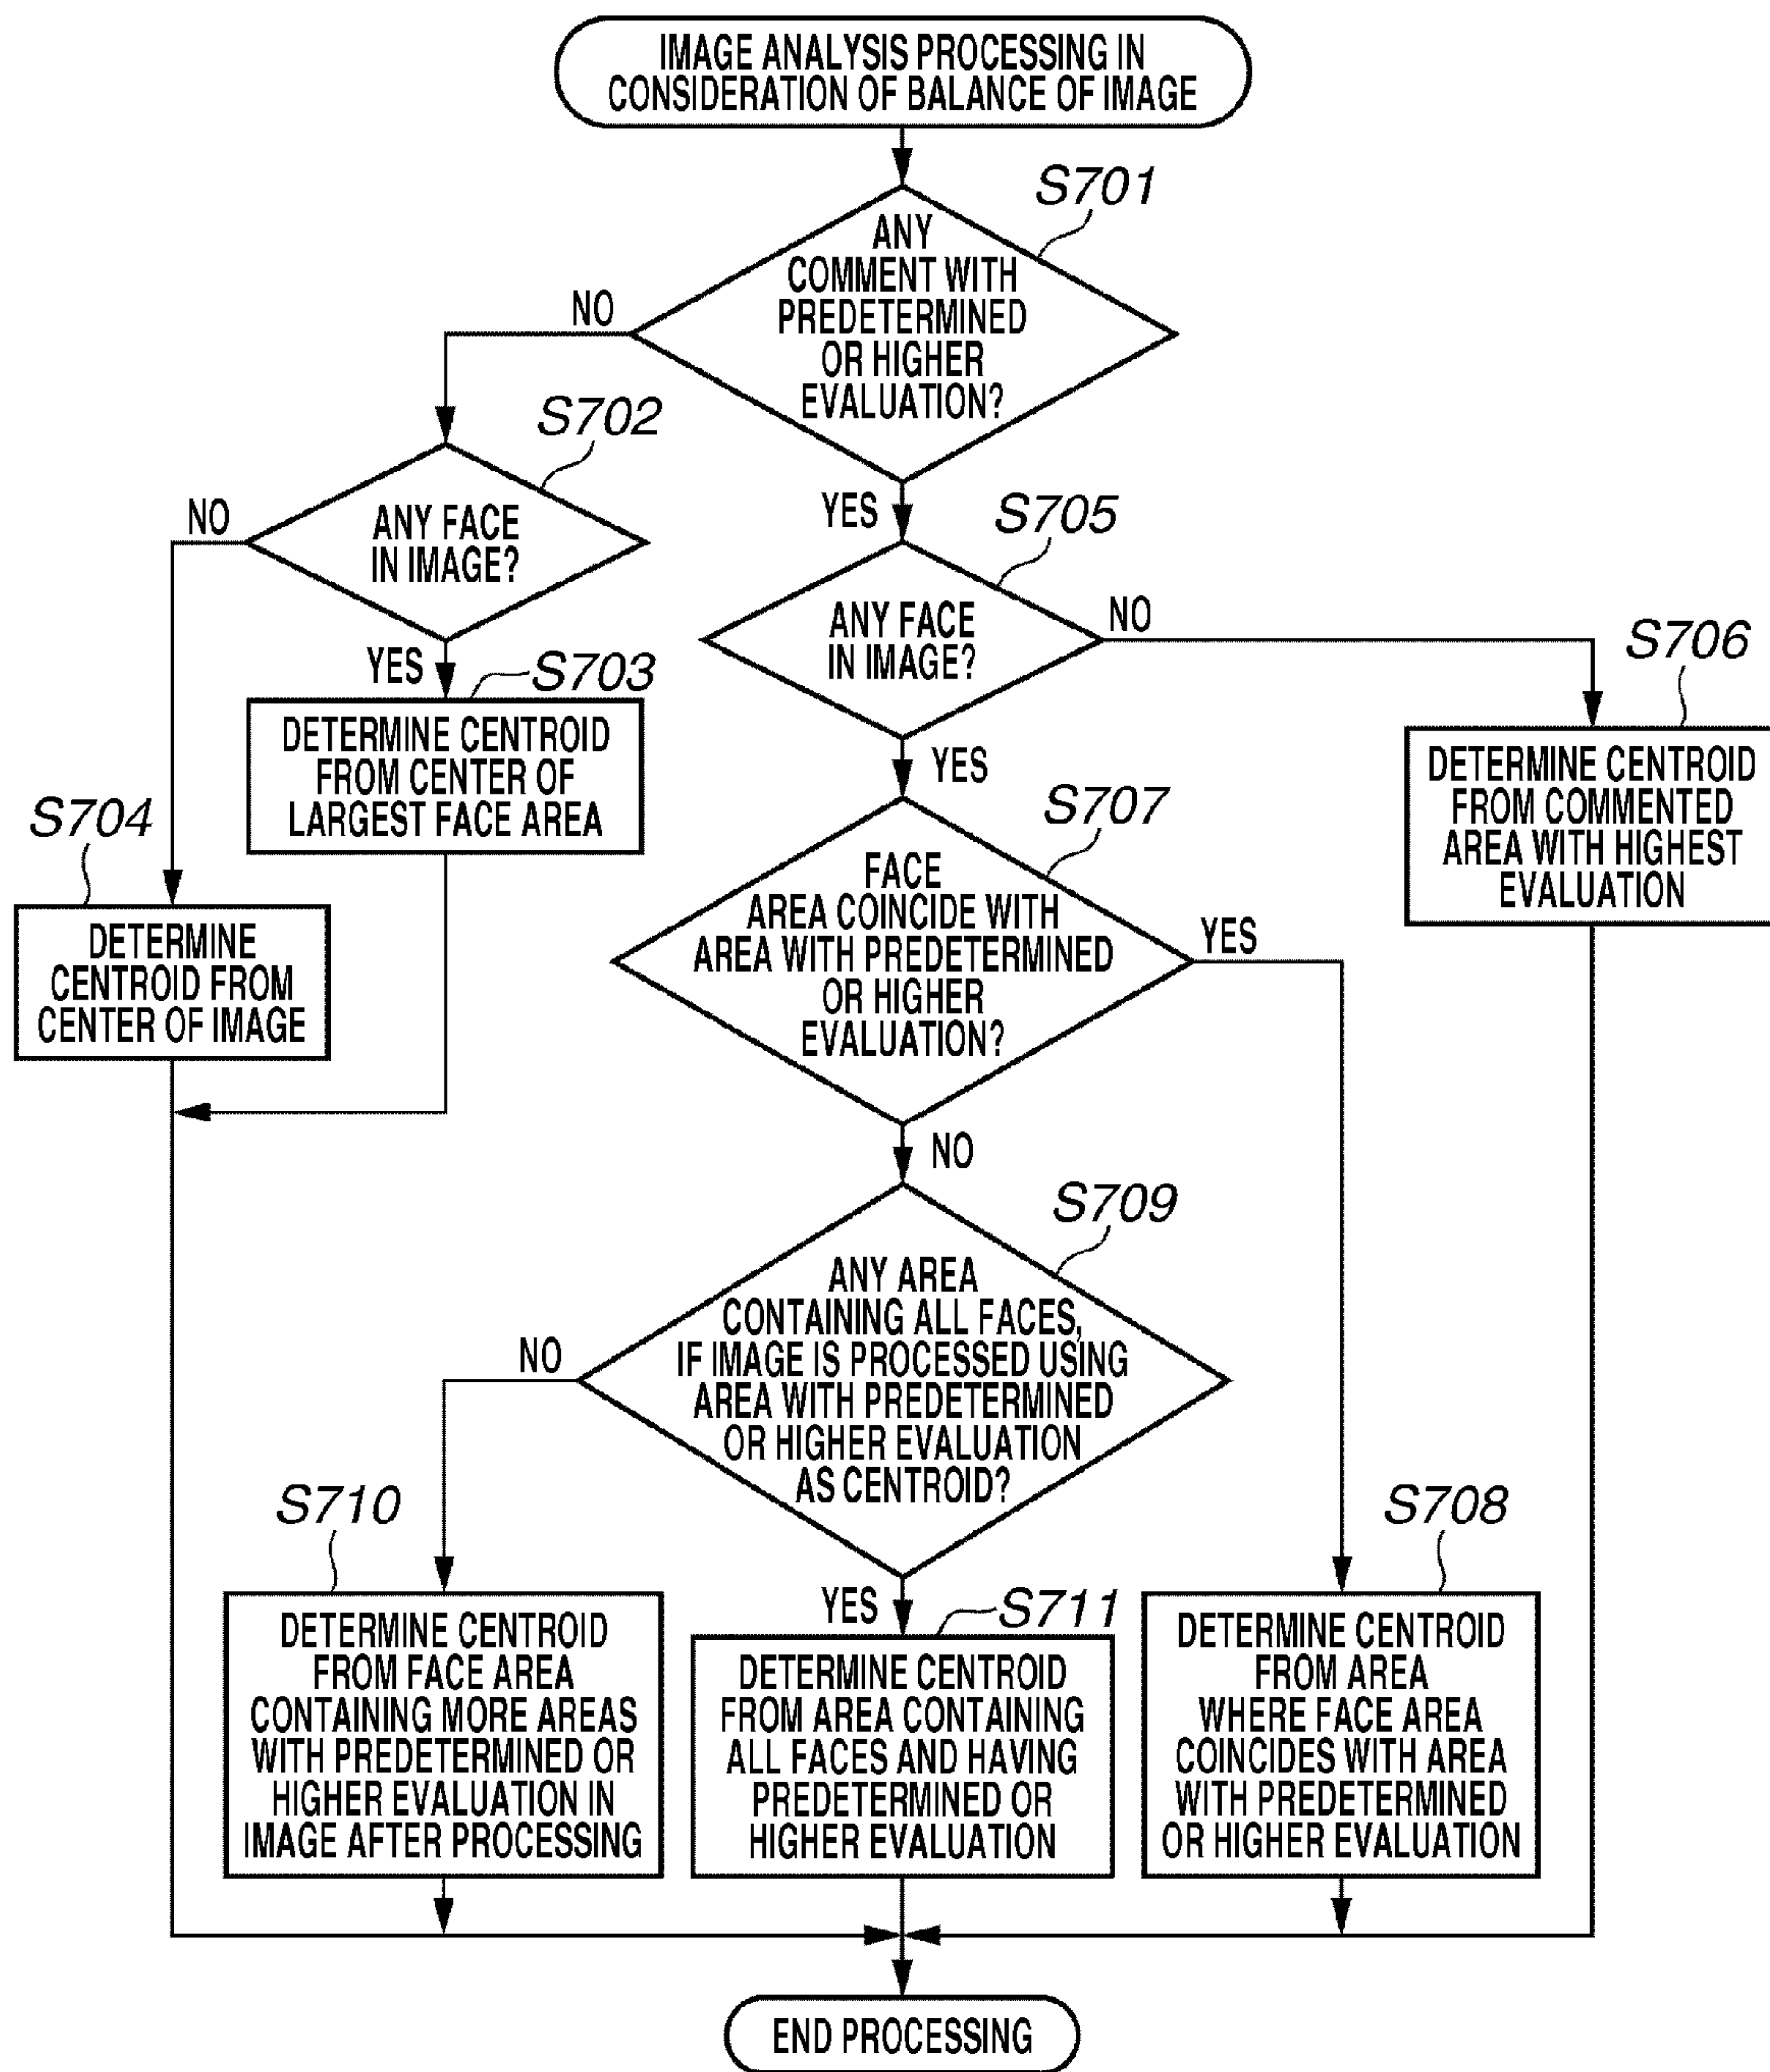 IMAGE ANALYSIS PROCESSING IN
CONSIDERATION OF BALANCE OF IMAGE
S701
ANY
COMMENT WITH
PREDETERMINED
OR HIGHER
EVALUATION?
NO
YES
S702
ANY FACE
IN IMAGE?
NO
YES
S703
DETERMINE CENTROID
FROM CENTER OF
LARGEST FACE AREA
S704
DETERMINE
CENTROID FROM
CENTER OF IMAGE
S705
ANY FACE
IN IMAGE?
NO
YES
S706
DETERMINE CENTROID
FROM COMMENTED
AREA WITH HIGHEST
EVALUATION
S707
FACE
AREA COINCIDE WITH
AREA WITH PREDETERMINED
OR HIGHER
EVALUATION?
YES
NO
S709
ANY AREA
CONTAINING ALL FACES,
IF IMAGE IS PROCESSED USING
AREA WITH PREDETERMINED
OR HIGHER EVALUATION
AS CENTROID?
NO
YES
S710
DETERMINE CENTROID
FROM FACE AREA
CONTAINING MORE AREAS
WITH PREDETERMINED OR
HIGHER EVALUATION IN
IMAGE AFTER PROCESSING
S711
DETERMINE CENTROID
FROM AREA CONTAINING
ALL FACES AND HAVING
PREDETERMINED OR
HIGHER EVALUATION
S708
DETERMINE CENTROID
FROM AREA
WHERE FACE AREA
COINCIDES WITH AREA
WITH PREDETERMINED
OR HIGHER EVALUATION
END PROCESSING